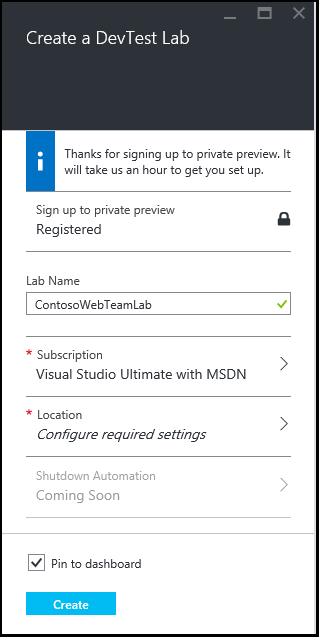 Create a DevTest Lab
Thanks for signing up to private preview. It
will take us an hour to get you set up.
Sign up to private preview
Registered
Lab Name
ContosoWebTeamLab
* Subscription
Visual Studio Ultimate with MSDN
* Location
Configure required settings
Shutdown Automation
Coming Soon
Pin to dashboard
Create